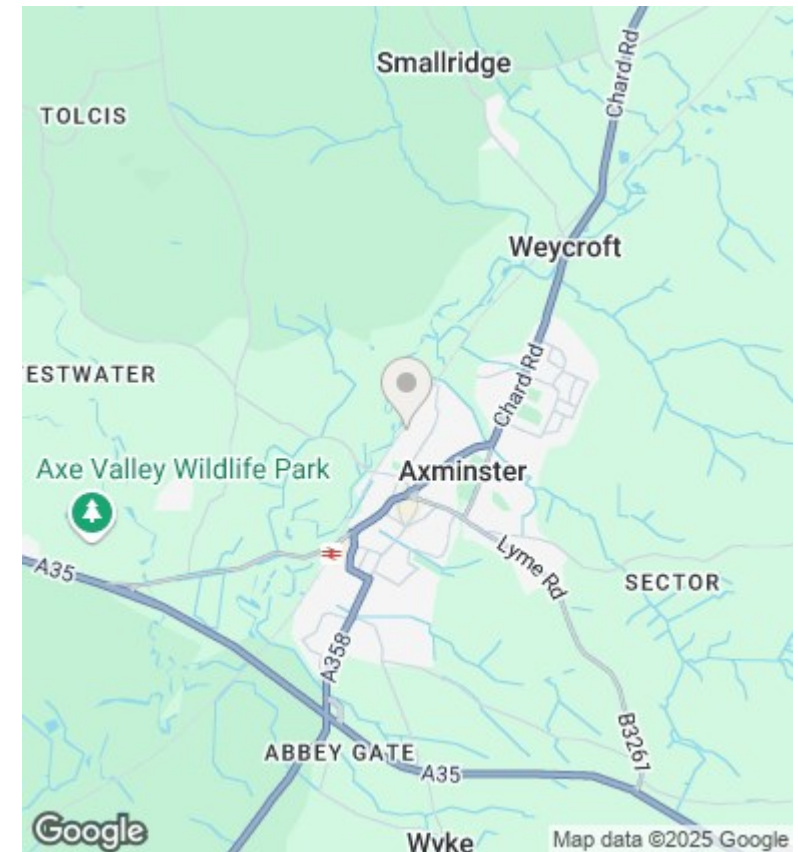 Smallridge
Chard Rd
TOLCIS
Weycroft
ESTWATER
Chard Rd
Axe Valley Wildlife Park
Axminster
A35
Lyme Rd
SECTOR
A358
B3261
ABBEY GATE
A35
Google
Wyke
Map data ©2025 Google